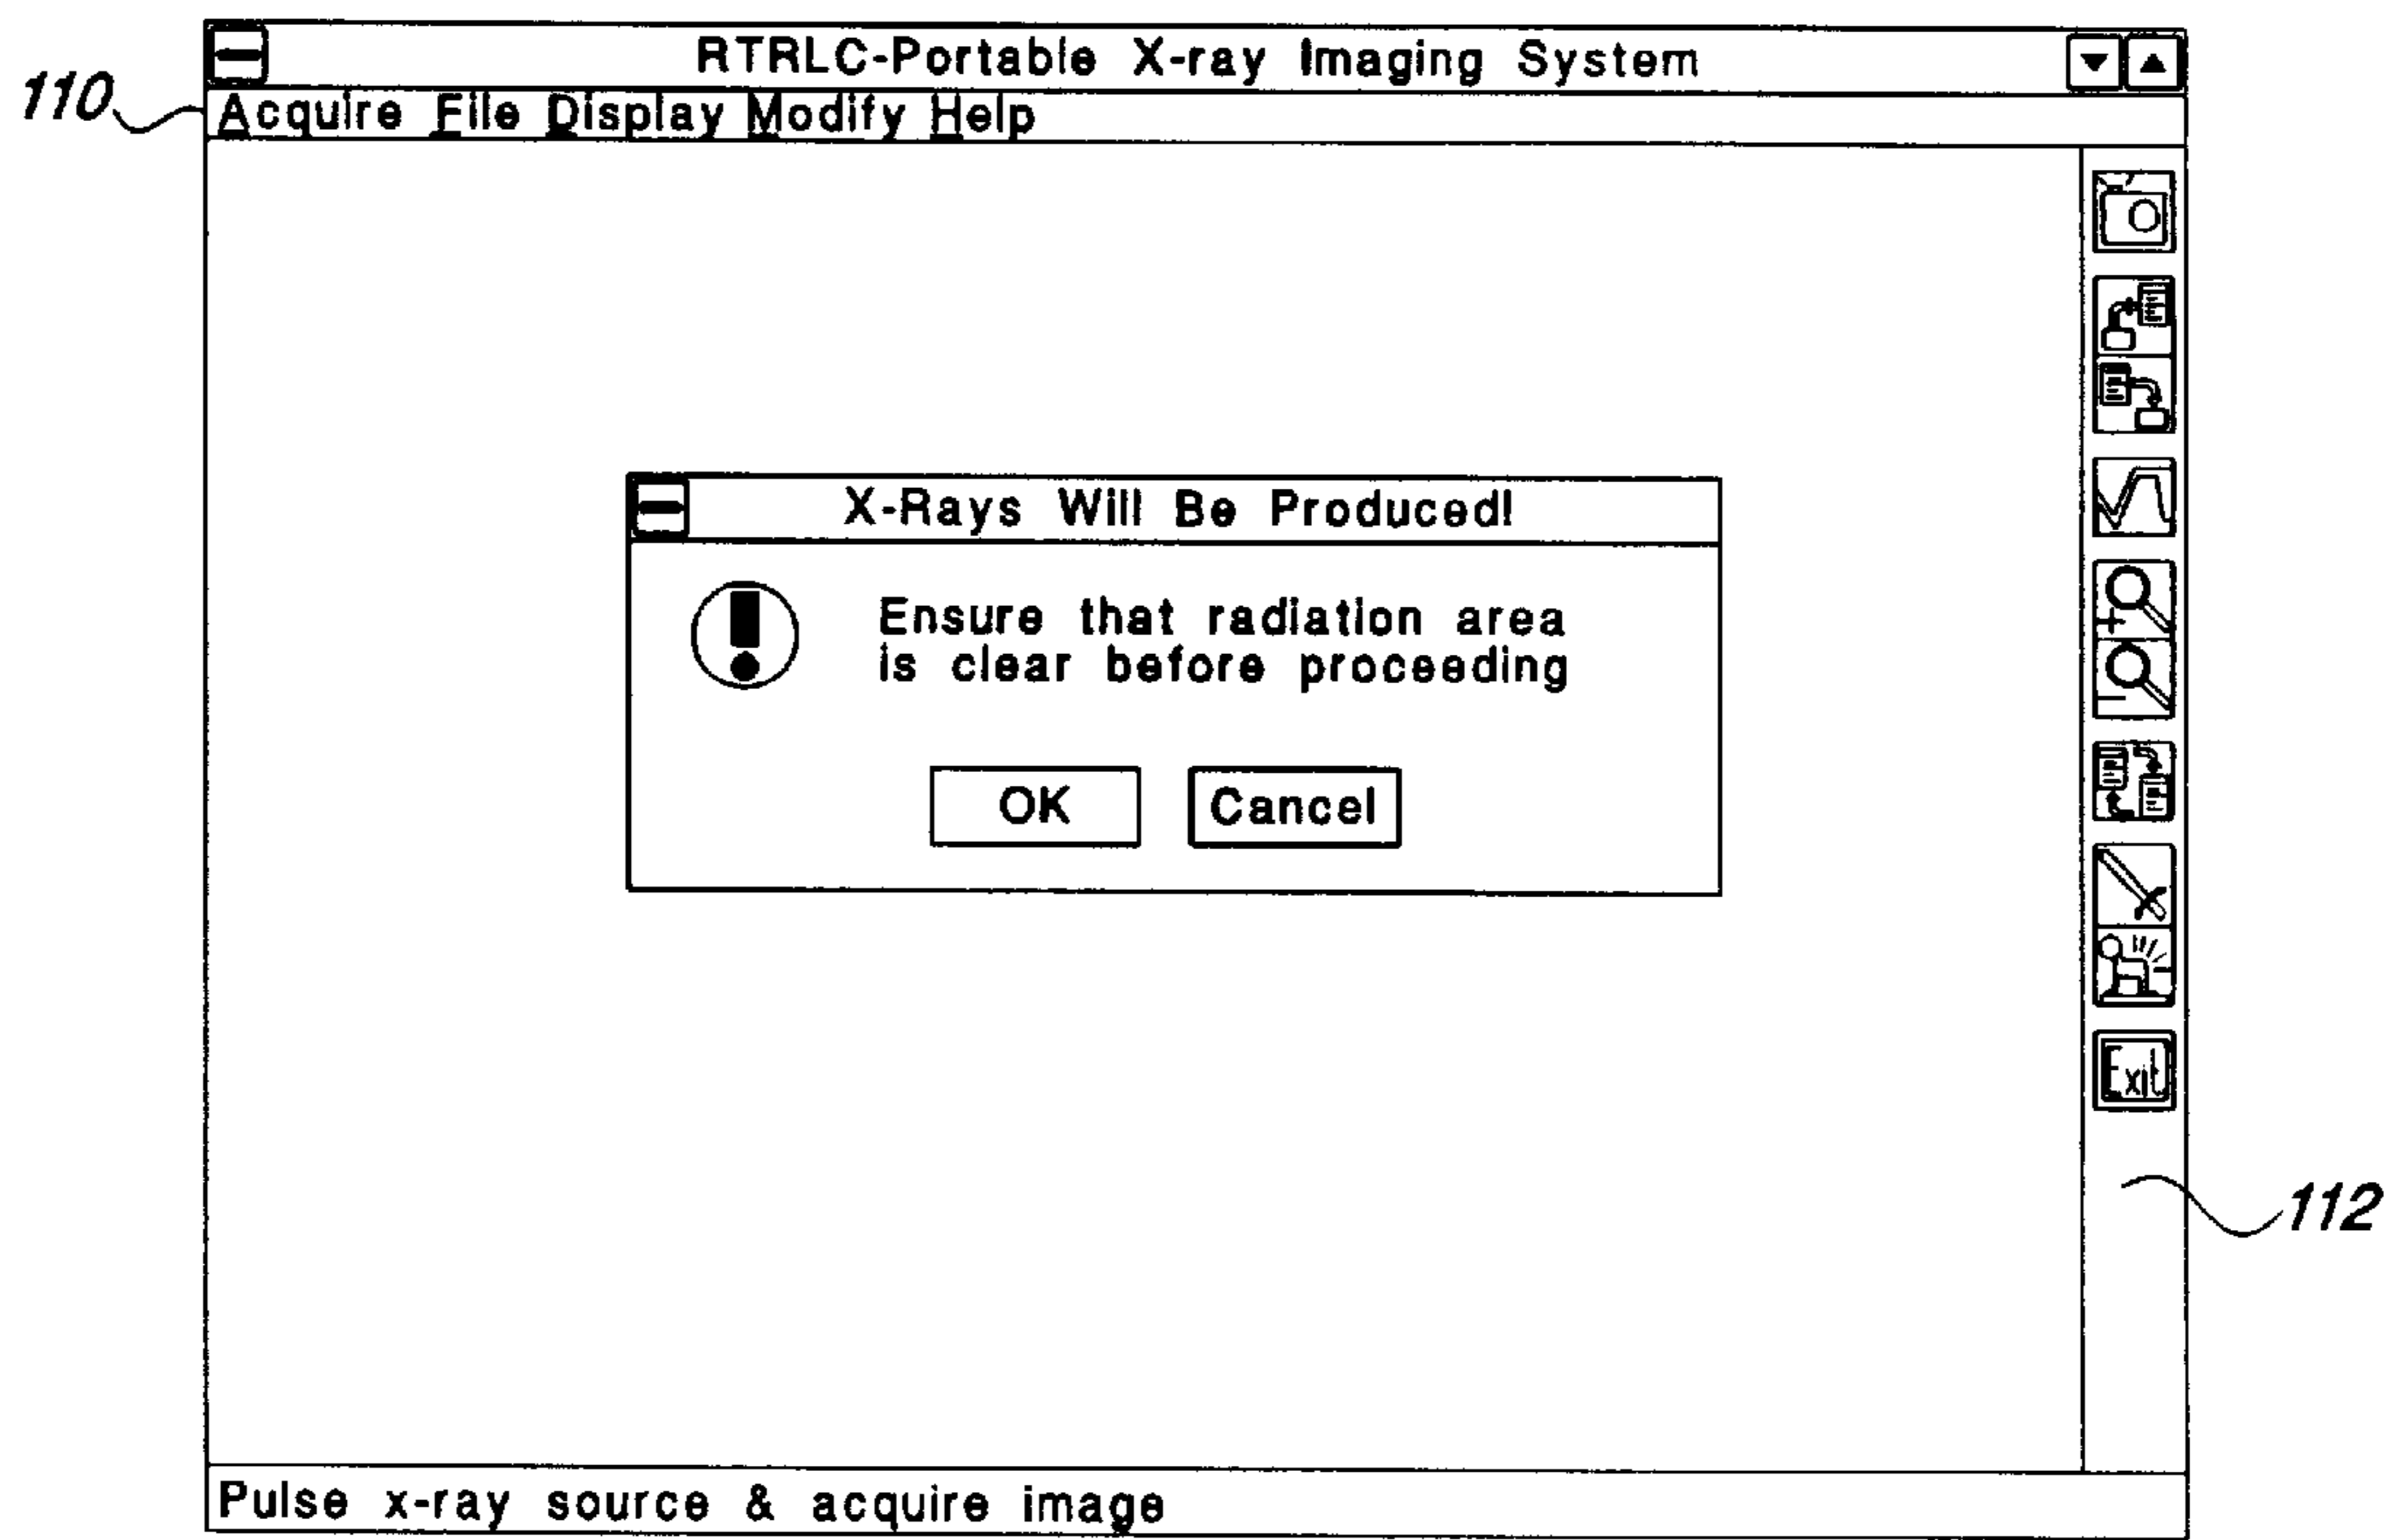 RTRLC-Portable X-ray Imaging System
110
Acquire File Display Modify Help
X-Rays Will Be Produced!
Ensure that radiation area
is clear before proceeding
OK Cancel
Exit
112
Pulse x-ray source & acquire image